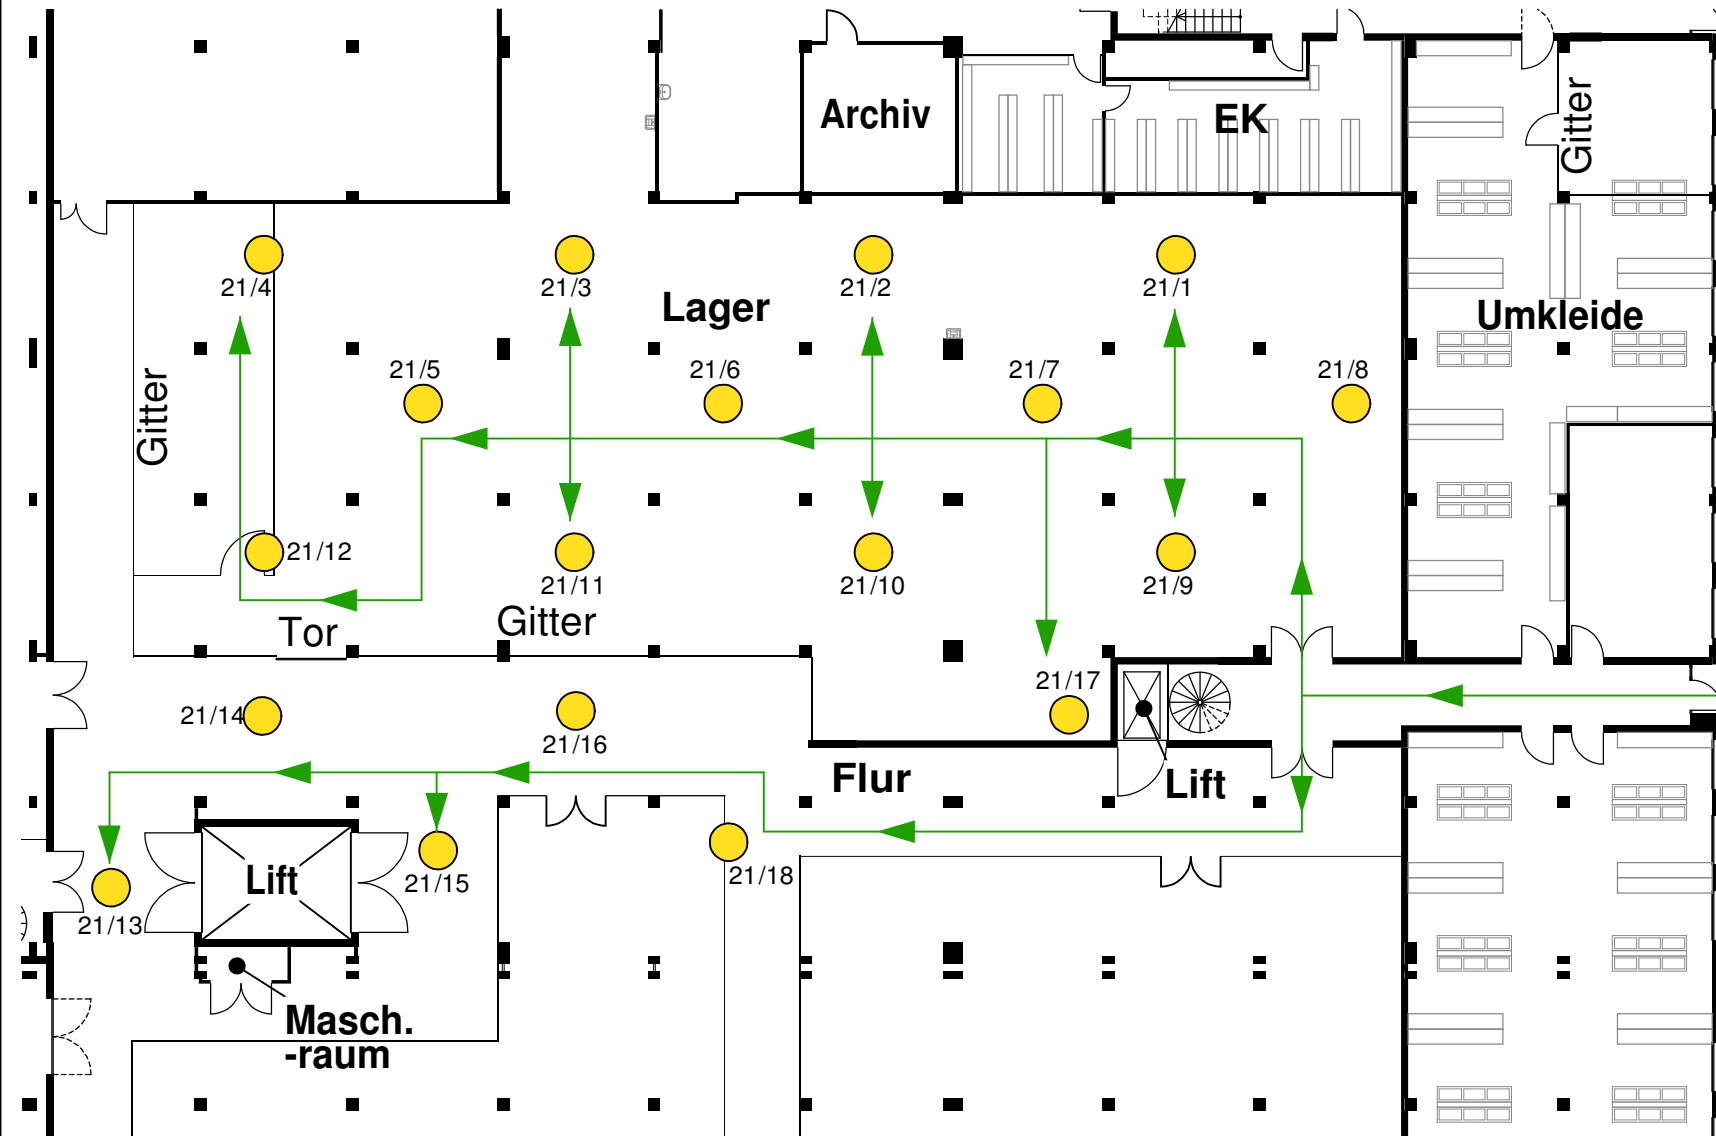 Archiv
EK
Gitter
21/4
21/3
21/2
21/1
Lager
Umkleide
21/5
21/6
21/7
21/8
Gitter
21/12
21/11
21/10
21/9
Tor
Gitter
21/17
21/14
21/16
Flur
Lift
Lift
21/15
21/18
21/13
Masch.
-raum